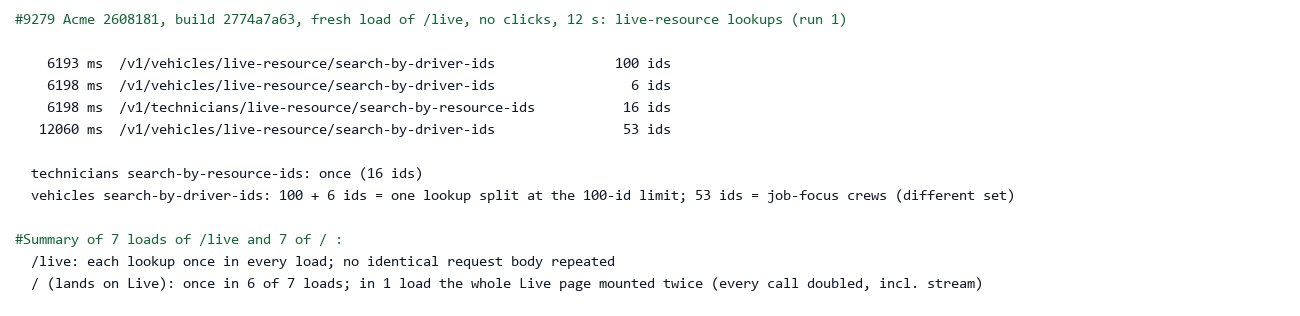 #9279 Acme 2608181, build 2774a7a63, fresh load of /live, no clicks, 12 s: live-resource lookups (run 1)
6193 ms /v1/vehicles/live-resource/search-by-driver-ids 100 ids
6198 ms /v1/vehicles/live-resource/search-by-driver-ids 6 ids
6198 ms /v1/technicians/live-resource/search-by-resource-ids 16 ids
12060 ms /v1/vehicles/live-resource/search-by-driver-ids 53 ids
technicians search-by-resource-ids: once (16 ids)
vehicles search-by-driver-ids: 100 + 6 ids = one lookup split at the 100-id limit; 53 ids = job-focus crews (different set)
#Summary of 7 loads of /live and 7 of / :
/live: each lookup once in every load; no identical request body repeated
/ (lands on Live): once in 6 of 7 loads; in 1 load the whole Live page mounted twice (every call doubled, incl. stream)